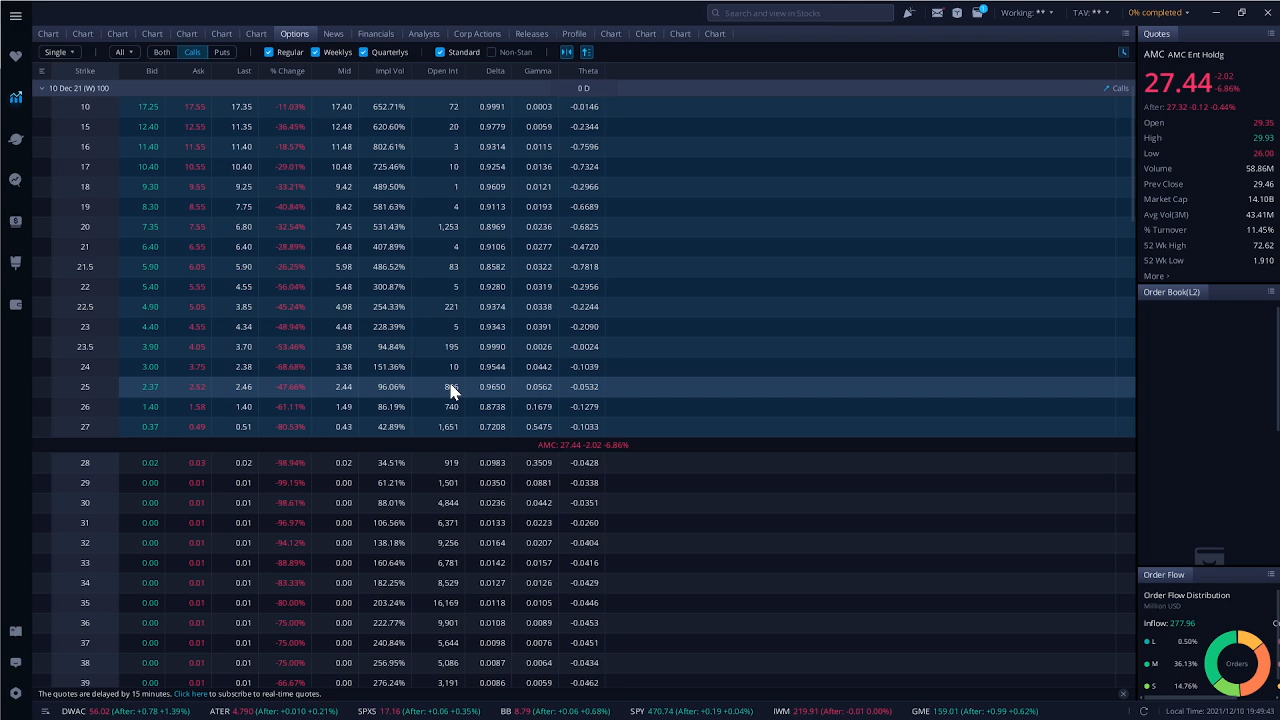 Search and view in Stocks
1
Working: **
TAV: **
0% completed
Chart Chart Chart Chart Chart Chart Chart Options News Financials Analysts Corp Actions Releases Profile Chart Chart Chart Chart
Single All Both Calls Puts Regular Weeklys Quarterlys Standard Non-Stan
Strike Bid Ask Last % Change Mid Impl Vol Open Int Delta Gamma Theta
10 Dec 21 (W) 100 0 D Calls
10 17.25 17.55 17.35 -11.03% 17.40 652.71% 72 0.9991 0.0003 -0.0146
15 12.40 12.55 11.35 -36.45% 12.48 620.60% 20 0.9779 0.0059 -0.2344
16 11.40 11.55 11.40 -18.57% 11.48 802.61% 3 0.9314 0.0115 -0.7596
17 10.40 10.55 10.40 -29.01% 10.48 725.46% 10 0.9254 0.0136 -0.7324
18 9.30 9.55 9.25 -33.21% 9.42 489.50% 1 0.9609 0.0121 -0.2966
19 8.30 8.55 7.75 -40.84% 8.42 581.63% 4 0.9113 0.0193 -0.6689
20 7.35 7.55 6.80 -32.54% 7.45 531.43% 1,253 0.8969 0.0236 -0.6825
21 6.40 6.55 6.40 -28.89% 6.48 407.89% 4 0.9106 0.0277 -0.4720
21.5 5.90 6.05 5.90 -26.25% 5.98 486.52% 83 0.8582 0.0322 -0.7818
22 5.40 5.55 4.55 -56.04% 5.48 300.87% 5 0.9280 0.0319 -0.2956
22.5 4.90 5.05 3.85 -45.24% 4.98 254.33% 221 0.9374 0.0338 -0.2244
23 4.40 4.55 4.34 -48.94% 4.48 228.39% 5 0.9343 0.0391 -0.2090
23.5 3.90 4.05 3.70 -53.46% 3.98 94.84% 195 0.9990 0.0026 -0.0024
24 3.00 3.75 2.38 -68.68% 3.38 151.36% 10 0.9544 0.0442 -0.1039
25 2.37 2.52 2.46 -47.66% 2.44 96.06% 0.9650 0.0562 -0.0532
26 1.40 1.58 1.40 -61.11% 1.49 86.19% 740 0.8738 0.1679 -0.1279
27 0.37 0.49 0.51 -80.53% 0.43 42.89% 1,651 0.7208 0.5475 -0.1033
AMC: 27.44 -2.02 -6.86%
28 0.02 0.03 0.02 -98.94% 0.02 34.51% 919 0.0983 0.3509 -0.0428
29 0.00 0.01 0.01 -99.15% 0.00 61.21% 1,501 0.0350 0.0881 -0.0338
30 0.00 0.01 0.01 -98.61% 0.00 88.01% 4,844 0.0236 0.0442 -0.0351
31 0.00 0.01 0.01 -96.97% 0.00 106.56% 6,371 0.0133 0.0223 -0.0260
32 0.00 0.01 0.01 -94.12% 0.00 138.18% 9,256 0.0164 0.0207 -0.0404
33 0.00 0.01 0.01 -88.89% 0.00 160.64% 6,781 0.0142 0.0157 -0.0416
34 0.00 0.01 0.01 -83.33% 0.00 182.25% 8,529 0.0127 0.0126 -0.0429
35 0.00 0.01 0.01 -80.00% 0.00 203.24% 16,169 0.0118 0.0105 -0.0446
36 0.00 0.01 0.01 -75.00% 0.00 222.77% 9,901 0.0108 0.0089 -0.0453
37 0.00 0.01 0.01 -75.00% 0.00 240.84% 5,644 0.0098 0.0076 -0.0451
38 0.00 0.01 0.01 -75.00% 0.00 256.95% 5,086 0.0087 0.0064 -0.0434
39 0.00 0.01 0.01 -66.67% 0.00 276.24% 3,191 0.0086 0.0060 -0.0462
The quotes are delayed by 15 minutes. Click here to subscribe to real-time quotes.
Quotes
AMC AMC Ent Holdg
27.44 -2.02
-6.86%
After: 27.32 -0.12 -0.44%
Open 29.35
High 29.93
Low 26.00
Volume 58.86M
Prev Close 29.46
Market Cap 14.10B
Avg Vol(3M) 43.41M
% Turnover 11.45%
52 Wk High 72.62
52 Wk Low 1.910
More >
Order Book(L2)
Order Flow
Order Flow Distribution
Million USD
Inflow: 277.96
L 0.50%
M 36.13%
S 14.76%
Orders
DWAC 56.02 (After: +0.78 +1.39%) ATER 4.790 (After: +0.010 +0.21%) SPXS 17.16 (After: +0.06 +0.35%) BB 8.79 (After: +0.06 +0.68%) SPY 470.74 (After: +0.19 +0.04%) IWM 219.91 (After: -0.01 0.00%) GME 159.01 (After: +0.99 +0.62%) Local Time: 2021/12/10 19:49:43